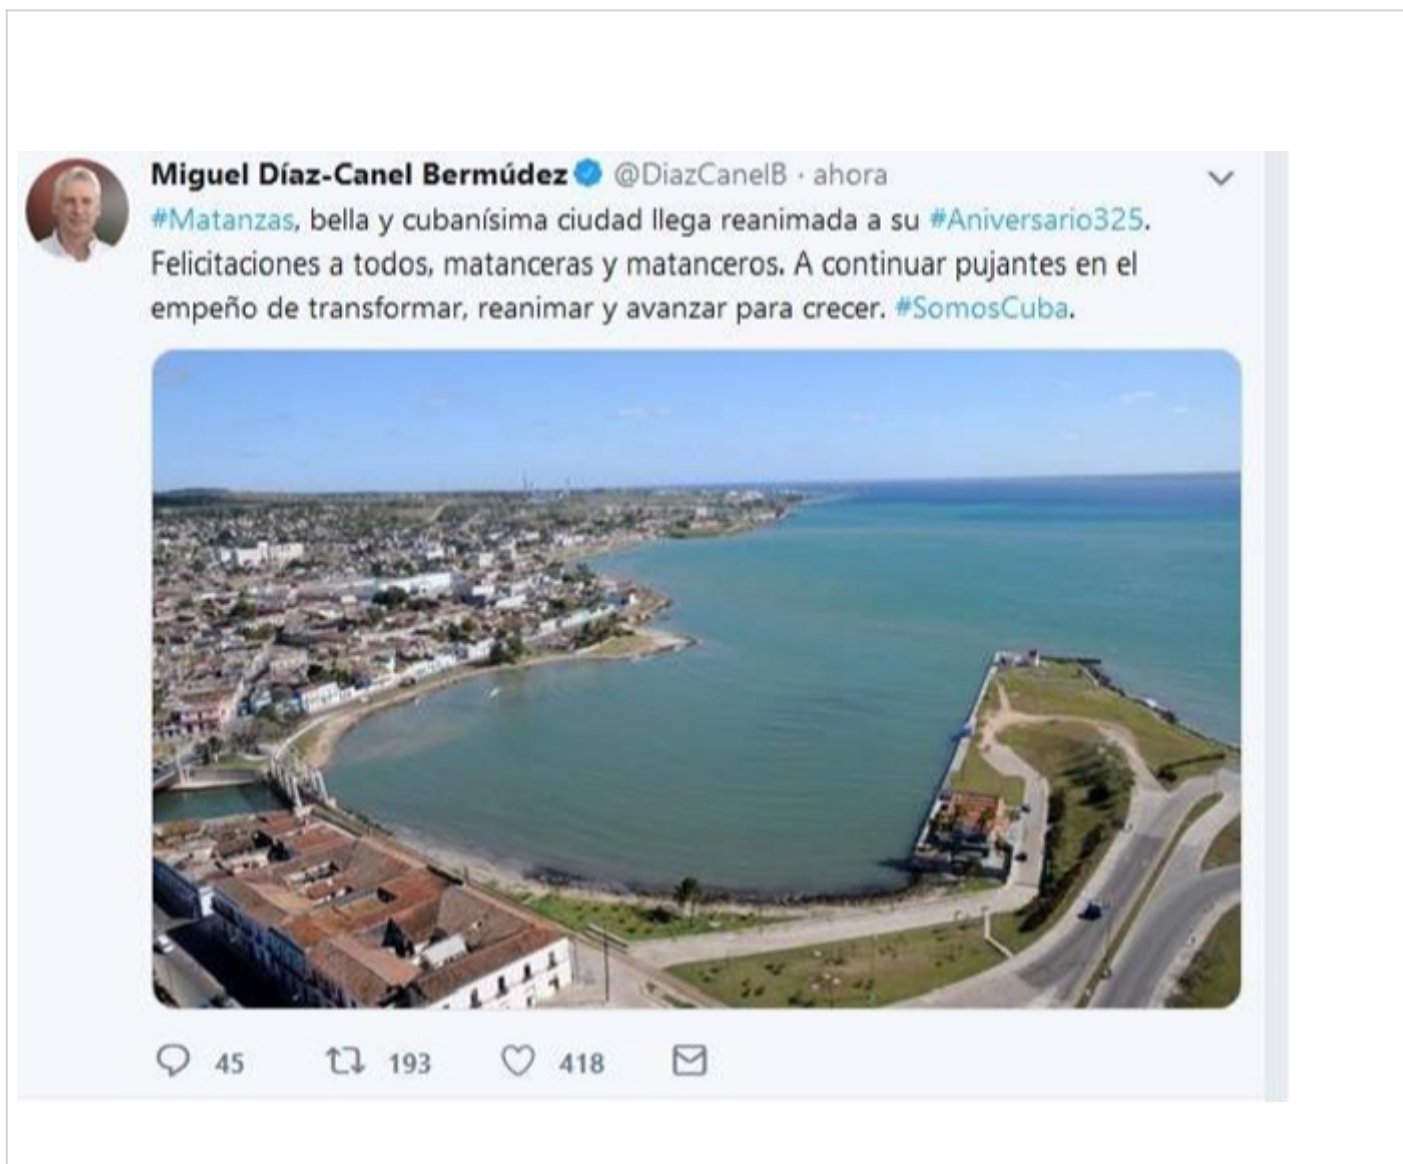 Miguel Díaz-Canel Bermúdez @DiazCanelB · ahora
#Matanzas, bella y cubanísima ciudad llega reanimada a su #Aniversario325.
Felicitaciones a todos, matanceras y matanceros. A continuar pujantes en el
empeño de transformar, reanimar y avanzar para crecer. #SomosCuba.
45 193 418